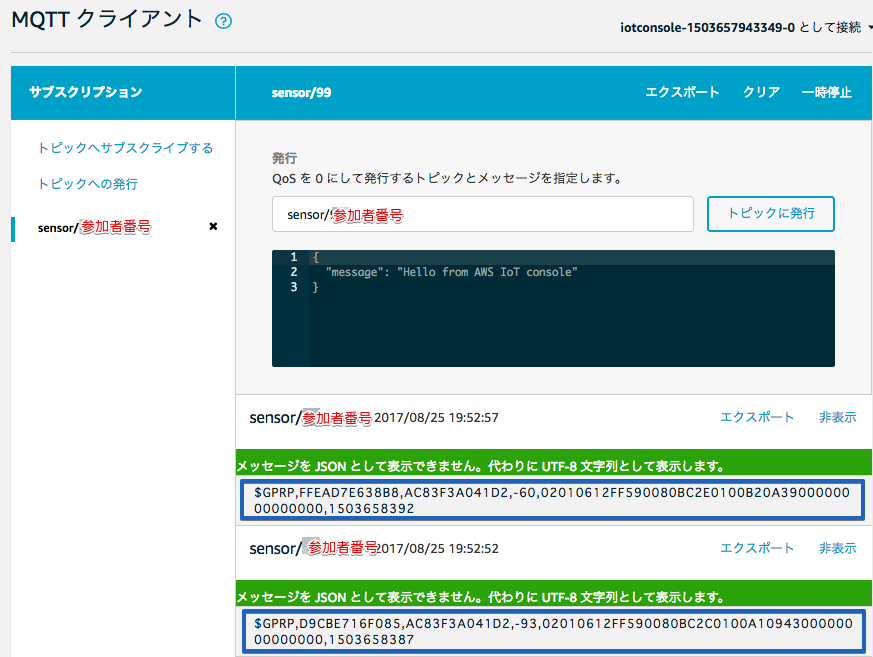 MQTT クライアント ?
iotconsole-1503657943349-0 として接続
サブスクリプション
sensor/99
エクスポート クリア 一時停止
トピックへサブスクライブする
トピックへの発行
sensor/参加者番号 ✖
発行
QoS を 0 にして発行するトピックとメッセージを指定します。
sensor/参加者番号
トピックに発行
1 {
2 "message": "Hello from AWS IoT console"
3 }
sensor/参加者番号 2017/08/25 19:52:57 エクスポート 非表示
メッセージを JSON として表示できません。代わりに UTF-8 文字列として表示します。
$GPRP,FFEAD7E638B8,AC83F3A041D2,-60,02010612FF590080BC2E0100B20A39000000
000000000,1503658392
sensor/参加者番号 2017/08/25 19:52:52 エクスポート 非表示
メッセージを JSON として表示できません。代わりに UTF-8 文字列として表示します。
$GPRP,D9CBE716F085,AC83F3A041D2,-93,02010612FF590080BC2C0100A10943000000
000000000,1503658387